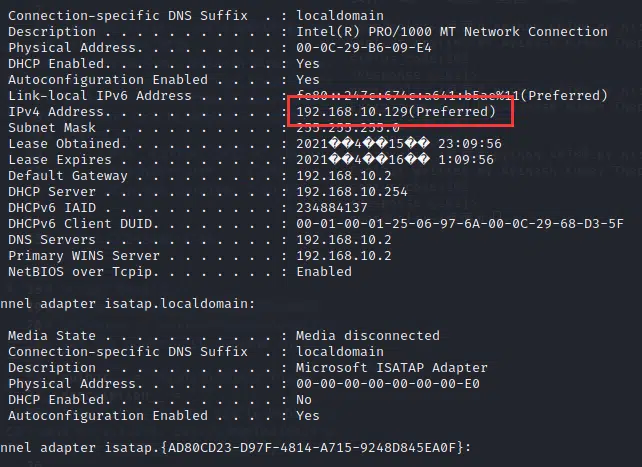 Connection-specific DNS Suffix  . : localdomain
Description . . . . . . . . . . . : Intel(R) PRO/1000 MT Network Connection
Physical Address. . . . . . . . . : 00-0C-29-B6-09-E4
DHCP Enabled. . . . . . . . . . . : Yes
Autoconfiguration Enabled . . . . : Yes
Link-local IPv6 Address . . . . . : fe80::247c:674c:a641:b5ae%11(Preferred)
IPv4 Address. . . . . . . . . . . : 192.168.10.129(Preferred)
Subnet Mask . . . . . . . . . . . : 255.255.255.0
Lease Obtained. . . . . . . . . . : 2021��4��15�� 23:09:56
Lease Expires . . . . . . . . . . : 2021��4��16�� 1:09:56
Default Gateway . . . . . . . . . : 192.168.10.2
DHCP Server . . . . . . . . . . . : 192.168.10.254
DHCPv6 IAID . . . . . . . . . . . : 234884137
DHCPv6 Client DUID. . . . . . . . : 00-01-00-01-25-06-97-6A-00-0C-29-68-D3-5F
DNS Servers . . . . . . . . . . . : 192.168.10.2
Primary WINS Server . . . . . . . : 192.168.10.2
NetBIOS over Tcpip. . . . . . . . : Enabled
nnel adapter isatap.localdomain:
Media State . . . . . . . . . . . : Media disconnected
Connection-specific DNS Suffix  . : localdomain
Description . . . . . . . . . . . : Microsoft ISATAP Adapter
Physical Address. . . . . . . . . : 00-00-00-00-00-00-00-E0
DHCP Enabled. . . . . . . . . . . : No
Autoconfiguration Enabled . . . . : Yes
nnel adapter isatap.{AD80CD23-D97F-4814-A715-9248D845EA0F}: